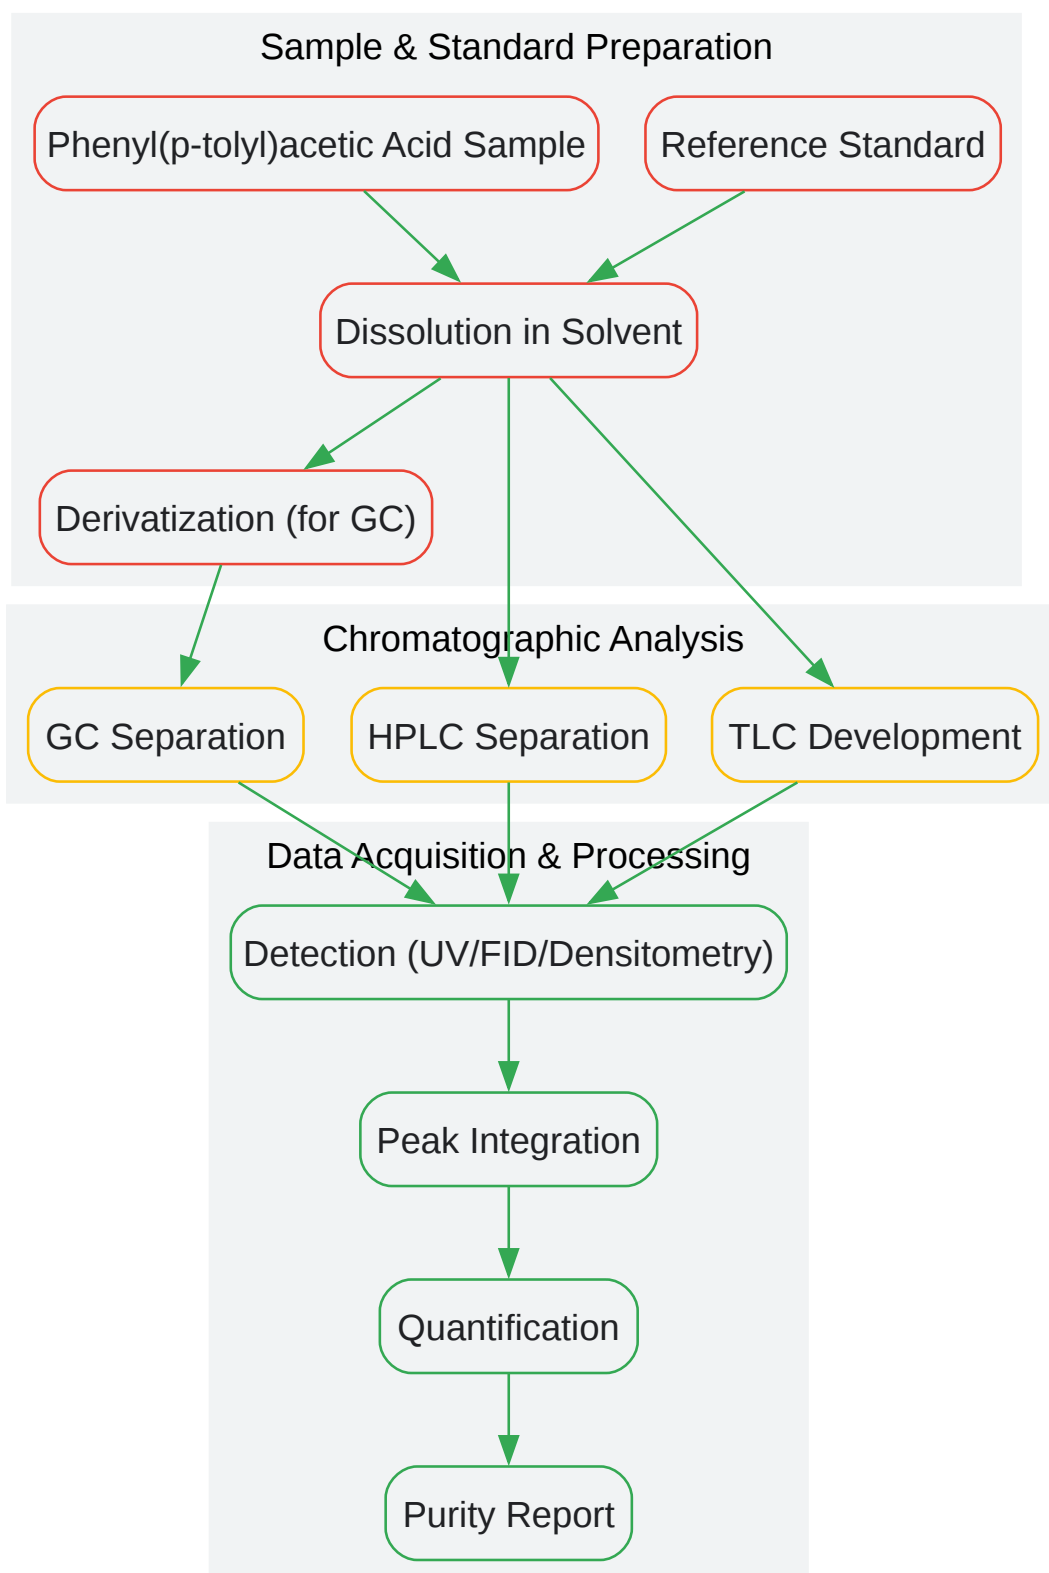 Sample & Standard Preparation
Phenyl(p-tolyl)acetic Acid Sample
Reference Standard
Dissolution in Solvent
Derivatization (for GC)
Chromatographic Analysis
GC Separation
HPLC Separation
TLC Development
Data Acquisition & Processing
Detection (UV/FID/Densitometry)
Peak Integration
Quantification
Purity Report